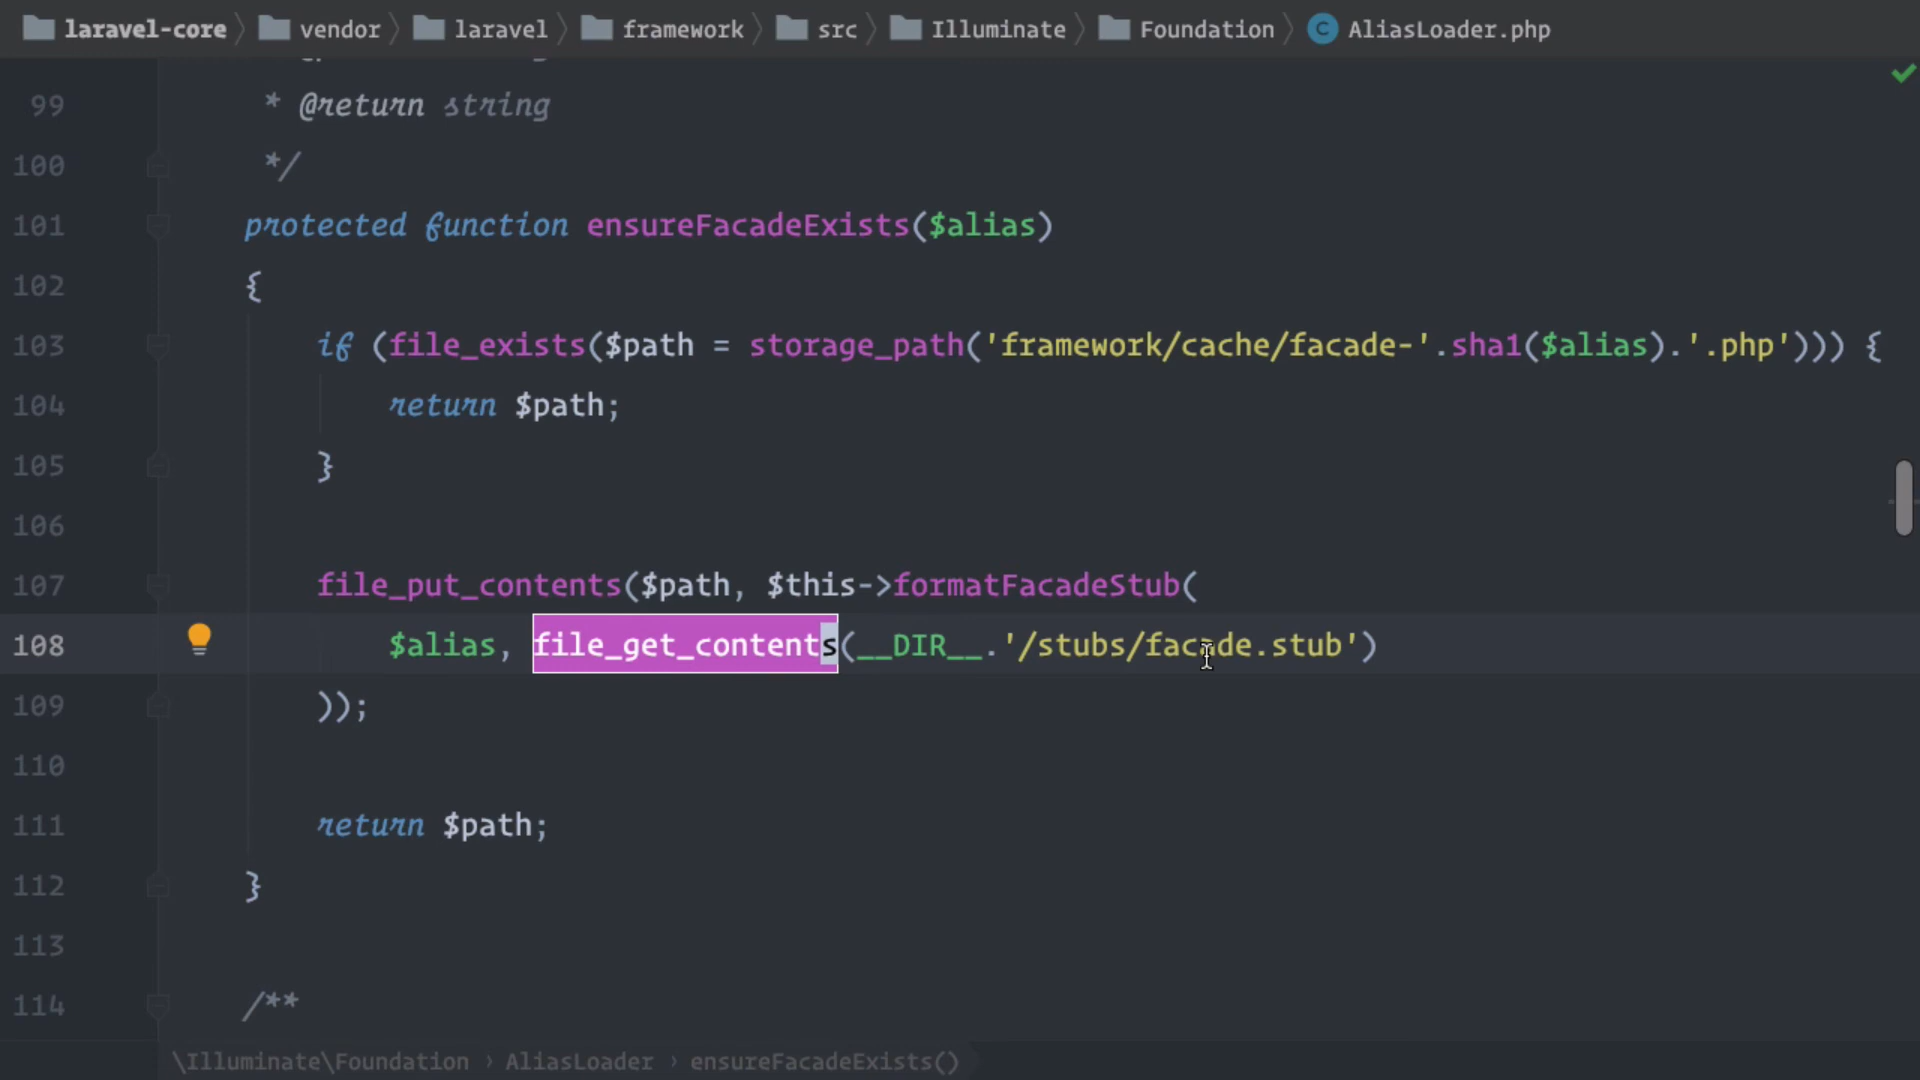 laravel-core vendor laravel framework src Illuminate Foundation AliasLoader.php
99 * @return string
100 */
101 protected function ensureFacadeExists($alias)
102 {
103 if (file_exists($path = storage_path('framework/cache/facade-'.sha1($alias).'.php'))) {
104 return $path;
105 }
106
107 file_put_contents($path, $this->formatFacadeStub(
108 $alias, file_get_contents(__DIR__.'/stubs/facade.stub')
109 ));
110
111 return $path;
112 }
113
114 /**
\Illuminate\Foundation › AliasLoader › ensureFacadeExists()